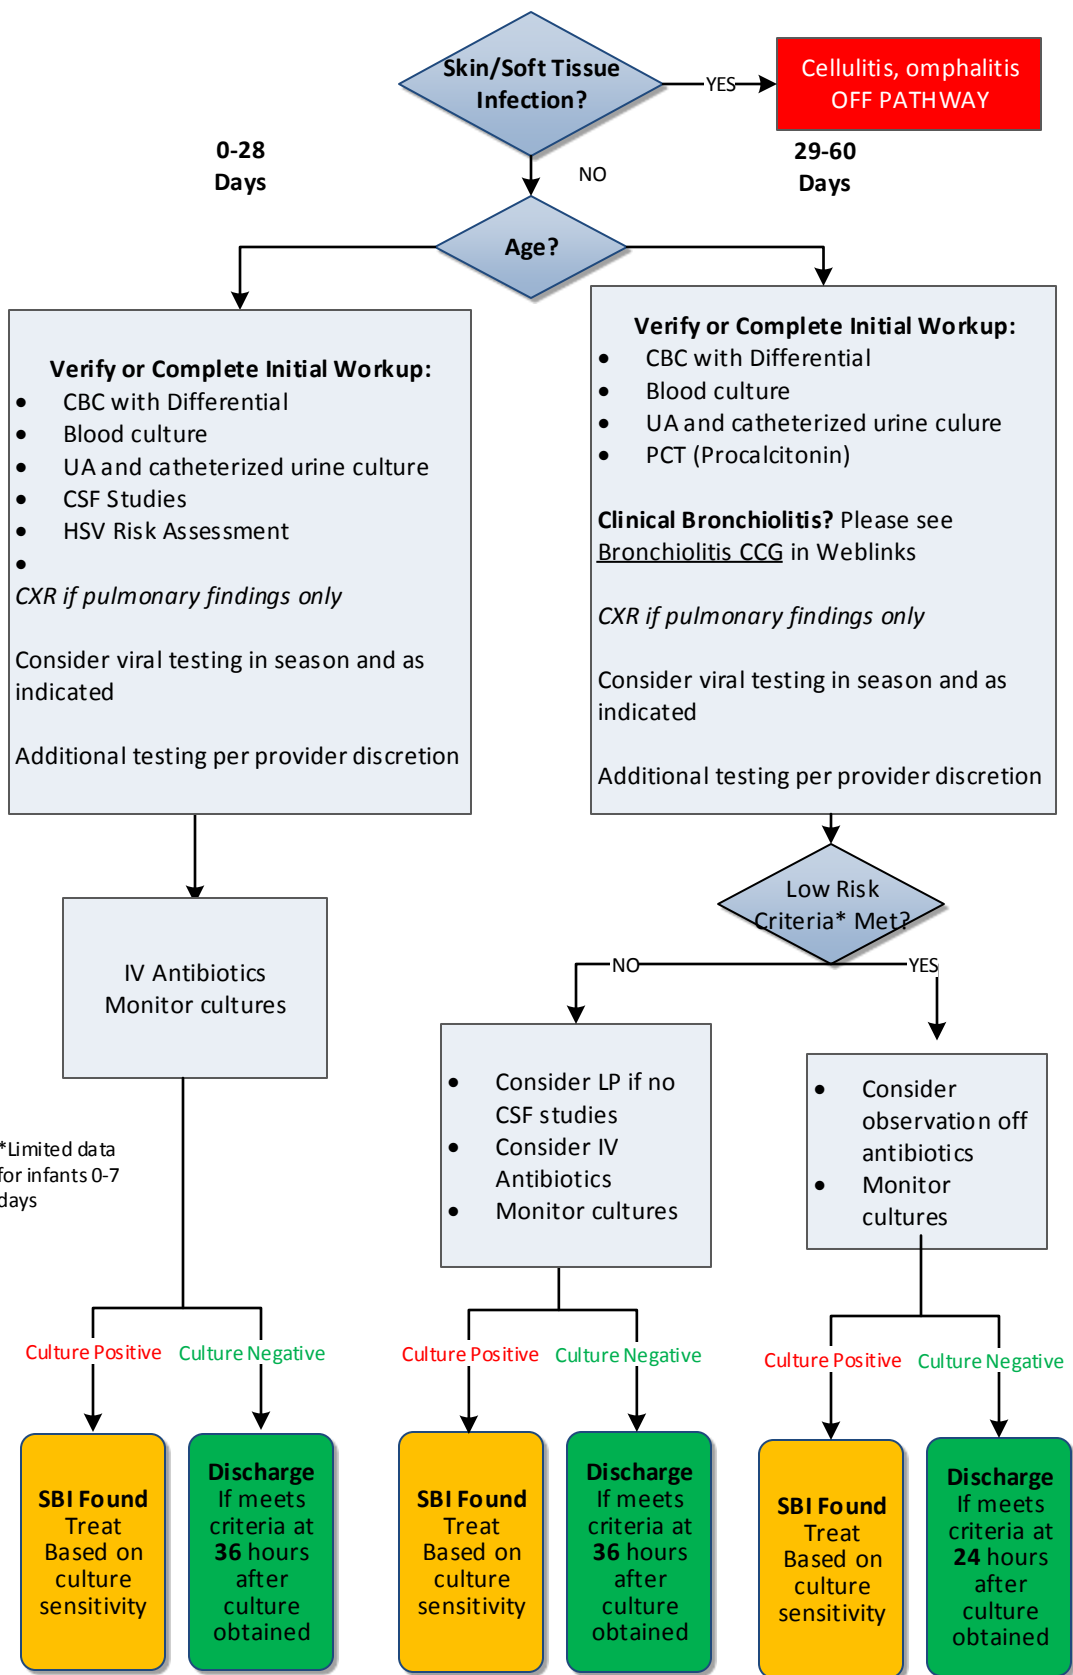 Skin/Soft Tissue
Infection?
YES
Cellulitis, omphalitis
OFF PATHWAY
0-28
Days
NO
29-60
Days
Age?
Verify or Complete Initial Workup:
• CBC with Differential
• Blood culture
• UA and catheterized urine culture
• CSF Studies
• HSV Risk Assessment
•
CXR if pulmonary findings only
Consider viral testing in season and as
indicated
Additional testing per provider discretion
Verify or Complete Initial Workup:
• CBC with Differential
• Blood culture
• UA and catheterized urine culure
• PCT (Procalcitonin)
Clinical Bronchiolitis? Please see
Bronchiolitis CCG in Weblinks
CXR if pulmonary findings only
Consider viral testing in season and as
indicated
Additional testing per provider discretion
Low Risk
Criteria* Met?
NO
YES
IV Antibiotics
Monitor cultures
• Consider LP if no
CSF studies
• Consider IV
Antibiotics
• Monitor cultures
• Consider
observation off
antibiotics
• Monitor
cultures
*Limited data
for infants 0-7
days
Culture Positive
Culture Negative
Culture Positive
Culture Negative
Culture Positive
Culture Negative
SBI Found
Treat
Based on
culture
sensitivity
Discharge
If meets
criteria at
36 hours
after
culture
obtained
SBI Found
Treat
Based on
culture
sensitivity
Discharge
If meets
criteria at
36 hours
after
culture
obtained
SBI Found
Treat
Based on
culture
sensitivity
Discharge
If meets
criteria at
24 hours
after
culture
obtained